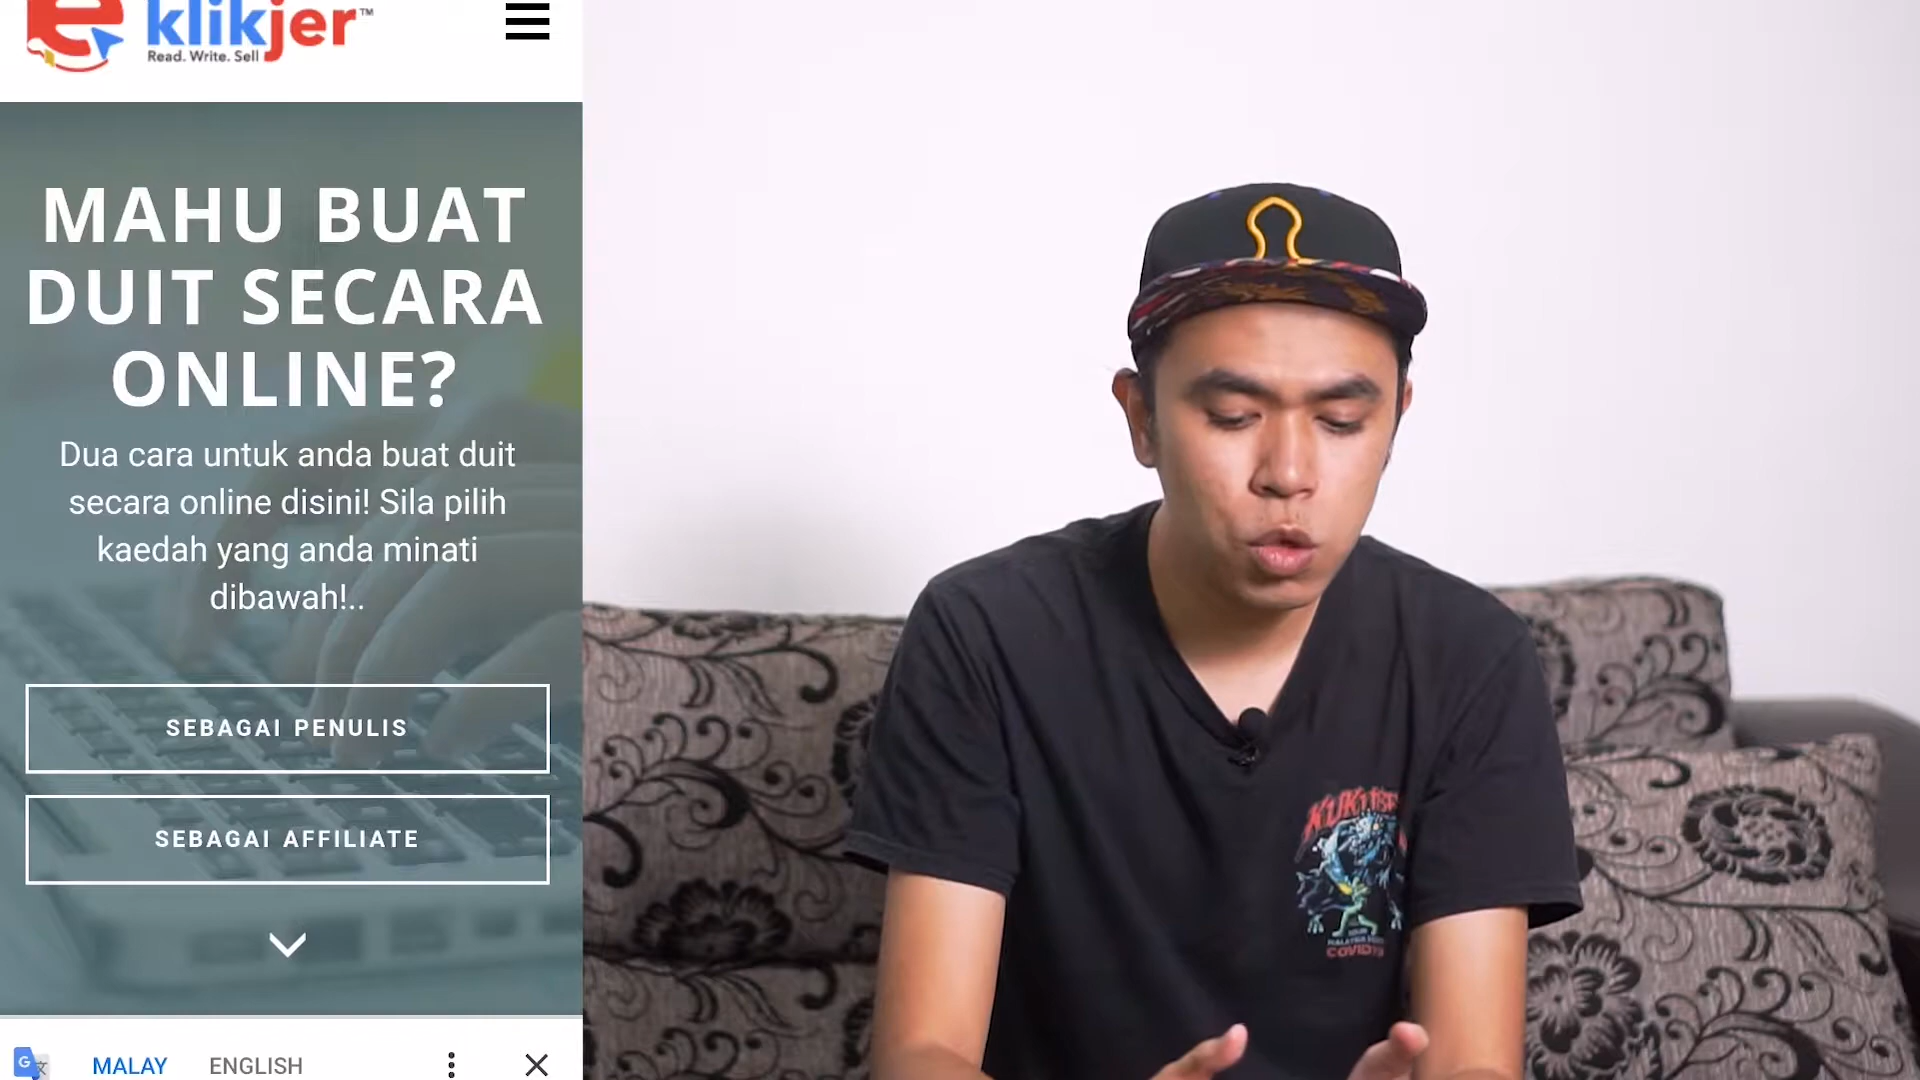 klikjer™
Read. Write. Sell
MAHU BUAT
DUIT SECARA
ONLINE?
Dua cara untuk anda buat duit
secara online disini! Sila pilih
kaedah yang anda minati
dibawah!..
SEBAGAI PENULIS
SEBAGAI AFFILIATE
MALAY ENGLISH
COVID19